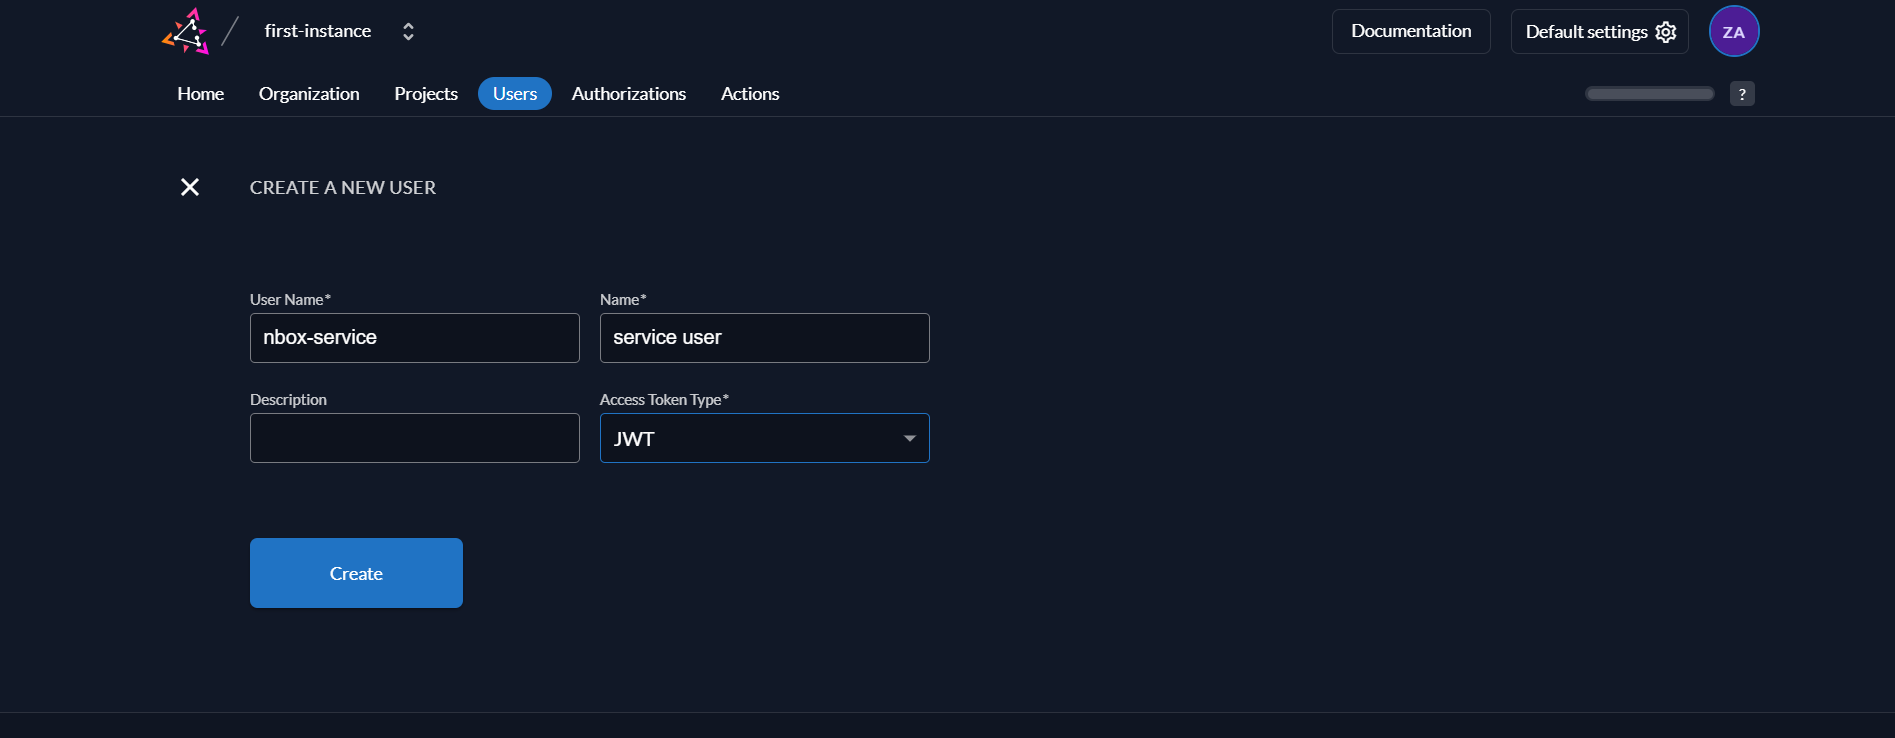 first-instance
Documentation
Default settings
ZA
Home
Organization
Projects
Users
Authorizations
Actions
?
CREATE A NEW USER
User Name*
Name*
nbox-service
service user
Description
Access Token Type*
JWT
Create